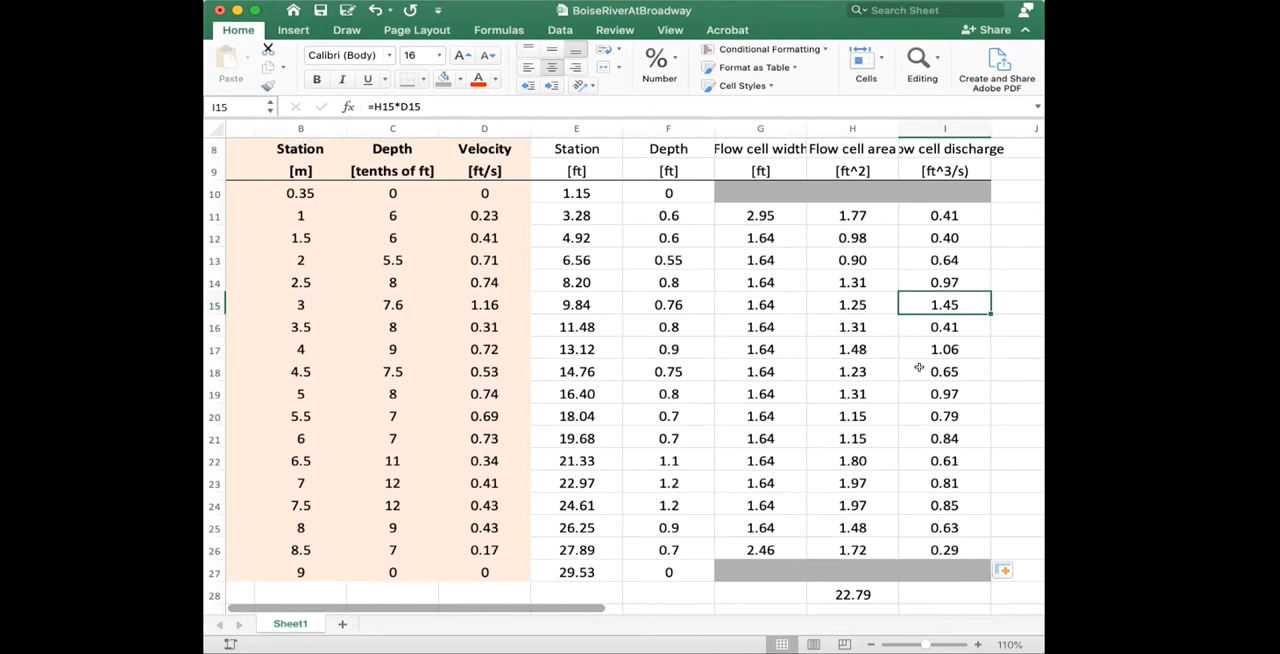 BoiseRiverAtBroadway
Search Sheet
Home Insert Draw Page Layout Formulas Data Review View Acrobat Share
Paste
Calibri (Body) 16 A A
B I U A
%
Number
Conditional Formatting
Format as Table
Cell Styles
Cells
Editing
Create and Share
Adobe PDF
I15 fx =H15*D15
B C D E F G H I J
8 Station Depth Velocity Station Depth Flow cell width Flow cell area ow cell discharge
9 [m] [tenths of ft] [ft/s] [ft] [ft] [ft] [ft^2] [ft^3/s)
10 0.35 0 0 1.15 0
11 1 6 0.23 3.28 0.6 2.95 1.77 0.41
12 1.5 6 0.41 4.92 0.6 1.64 0.98 0.40
13 2 5.5 0.71 6.56 0.55 1.64 0.90 0.64
14 2.5 8 0.74 8.20 0.8 1.64 1.31 0.97
15 3 7.6 1.16 9.84 0.76 1.64 1.25 1.45
16 3.5 8 0.31 11.48 0.8 1.64 1.31 0.41
17 4 9 0.72 13.12 0.9 1.64 1.48 1.06
18 4.5 7.5 0.53 14.76 0.75 1.64 1.23 0.65
19 5 8 0.74 16.40 0.8 1.64 1.31 0.97
20 5.5 7 0.69 18.04 0.7 1.64 1.15 0.79
21 6 7 0.73 19.68 0.7 1.64 1.15 0.84
22 6.5 11 0.34 21.33 1.1 1.64 1.80 0.61
23 7 12 0.41 22.97 1.2 1.64 1.97 0.81
24 7.5 12 0.43 24.61 1.2 1.64 1.97 0.85
25 8 9 0.43 26.25 0.9 1.64 1.48 0.63
26 8.5 7 0.17 27.89 0.7 2.46 1.72 0.29
27 9 0 0 29.53 0
28 22.79
Sheet1
110%